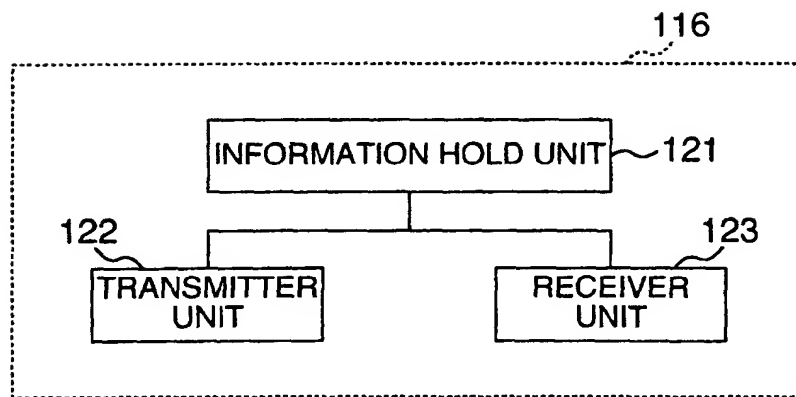 116
INFORMATION HOLD UNIT
121
122
123
TRANSMITTER
UNIT
RECEIVER
UNIT